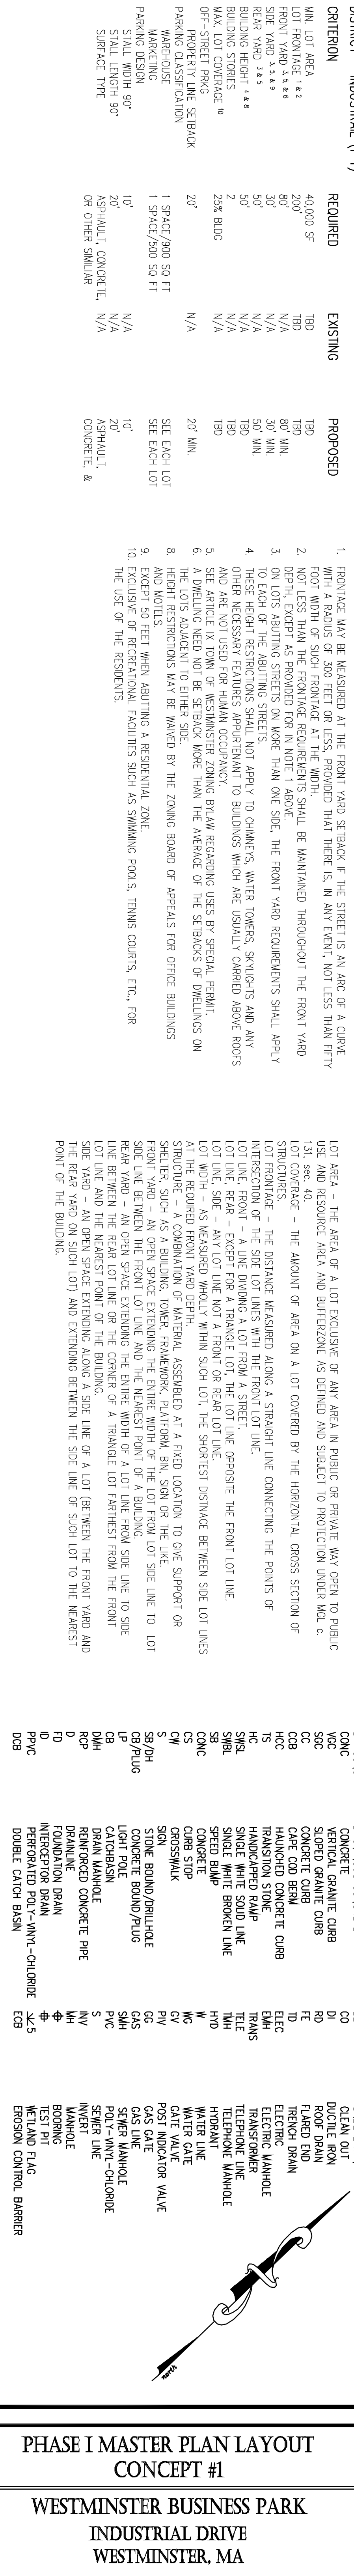 CRITERION REQUIRED EXISTING PROPOSED
MIN. LOT AREA 40,000 SF TBD TBD
LOT FRONTAGE 1 & 2 200' TBD TBD
FRONT YARD 3, 5, & 6 80' N/A 80' MIN.
SIDE YARD 3, 5, & 9 30' N/A 30' MIN.
REAR YARD 3 & 5 50' N/A 50' MIN.
BUILDING HEIGHT 4 & 8 50' N/A TBD
BUILDING STORIES 2 N/A TBD
MAX. LOT COVERAGE 10 25% BLDG N/A TBD
OFF-STREET PRKG
PROPERTY LINE SETBACK 20' N/A 20' MIN.
PARKING CLASSIFICATION
WAREHOUSE 1 SPACE/900 SQ FT SEE EACH LOT
MARKETING 1 SPACE/500 SQ FT SEE EACH LOT
PARKING DESIGN
STALL WIDTH 90° 10' N/A 10'
STALL LENGTH 90° 20' N/A 20'
SURFACE TYPE ASPHALT, CONCRETE, N/A ASPHALT,
OR OTHER SIMILIAR CONCRETE, &
1. FRONTAGE MAY BE MEASURED AT THE FRONT YARD SETBACK IF THE STREET IS AN ARC OF A CURVE
WITH A RADIUS OF 300 FEET OR LESS, PROVIDED THAT THERE IS, IN ANY EVENT, NOT LESS THAN FIFTY
FOOT WIDTH OF SUCH FRONTAGE AT THE WIDTH.
2. NOT LESS THAN THE FRONTAGE REQUIREMENTS SHALL BE MAINTAINED THROUGHOUT THE FRONT YARD
DEPTH, EXCEPT AS PROVIDED FOR IN NOTE 1 ABOVE.
3. ON LOTS ABUTTING STREETS ON MORE THAN ONE SIDE, THE FRONT YARD REQUIREMENTS SHALL APPLY
TO EACH OF THE ABUTTING STREETS.
4. THESE HEIGHT RESTRICTIONS SHALL NOT APPLY TO CHIMNEYS, WATER TOWERS, SKYLIGHTS AND ANY
OTHER NECESSARY FEATURES APPURTENANT TO BUILDINGS WHICH ARE USUALLY CARRIED ABOVE ROOFS
AND ARE NOT USED FOR HUMAN OCCUPANCY.
5. SEE ARTICLE IX TOWN OF WESTMINSTER ZONING BYLAW REGARDING USES BY SPECIAL PERMIT.
6. A DWELLING NEED NOT BE SETBACK MORE THAN THE AVERAGE OF THE SETBACKS OF DWELLINGS ON
THE LOTS ADJACENT TO EITHER SIDE.
8. HEIGHT RESTRICTIONS MAY BE WAIVED BY THE ZONING BOARD OF APPEALS FOR OFFICE BUILDINGS
AND MOTELS.
9. EXCEPT 50 FEET WHEN ABUTTING A RESIDENTIAL ZONE.
10. EXCLUSIVE OF RECREATIONAL FACILITIES SUCH AS SWIMMING POOLS, TENNIS COURTS, ETC., FOR
THE USE OF THE RESIDENTS.
LOT AREA – THE AREA OF A LOT EXCLUSIVE OF ANY AREA IN PUBLIC OR PRIVATE WAY OPEN TO PUBLIC
USE AND RESOURCE AREA AND BUFFERZONE AS DEFINED AND SUBJECT TO PROTECTION UNDER MGL c.
131, sec. 40.
LOT COVERAGE – THE AMOUNT OF AREA ON A LOT COVERED BY THE HORIZONTAL CROSS SECTION OF
STRUCTURES.
LOT FRONTAGE – THE DISTANCE MEASURED ALONG A STRAIGHT LINE CONNECTING THE POINTS OF
INTERSECTION OF THE SIDE LOT LINES WITH THE FRONT LOT LINE.
LOT LINE, FRONT – A LINE DIVIDING A LOT FROM A STREET.
LOT LINE, REAR – EXCEPT FOR A TRIANGLE LOT, THE LOT LINE OPPOSITE THE FRONT LOT LINE.
LOT LINE, SIDE – ANY LOT LINE NOT A FRONT OR REAR LOT LINE.
LOT WIDTH – AS MEASURED WHOLLY WITHIN SUCH LOT, THE SHORTEST DISTNACE BETWEEN SIDE LOT LINES
AT THE REQUIRED FRONT YARD DEPTH.
STRUCTURE – A COMBINATION OF MATERIAL ASSEMBLED AT A FIXED LOCATION TO GIVE SUPPORT OR
SHELTER, SUCH AS A BUILDING, TOWER, FRAMEWORK, PLATFORM, BIN, SIGN OR THE LIKE.
FRONT YARD – AN OPEN SPACE EXTENDING THE ENTIRE WIDTH OF THE LOT FROM LOT SIDE LINE TO LOT
SIDE LINE BETWEEN THE FRONT LOT LINE AND THE NEAREST POINT OF A BUILDING.
REAR YARD – AN OPEN SPACE EXTENDING THE ENTIRE WIDTH OF A LOT LINE FROM SIDE LINE TO SIDE
LINE BETWEEN THE REAR LOT LINE OR THE CORNER OF A TRIANGLE LOT FARTHEST FROM THE FRONT
LOT LINE AND THE NEAREST POINT OF THE BUILDING.
SIDE YARD – AN OPEN SPACE EXTENDING ALONG A SIDE LINE OF A LOT (BETWEEN THE FRONT YARD AND
THE REAR YARD ON SUCH LOT) AND EXTENDING BETWEEN THE SIDE LINE OF SUCH LOT TO THE NEAREST
POINT OF THE BUILDING.
CONC CONCRETE CO CLEAN OUT
VGC VERTICAL GRANITE CURB DI DUCTILE IRON
SGC SLOPED GRANITE CURB RD ROOF DRAIN
CC CONCRETE CURB FE FLARED END
CCB CAPE COD BERM TD TRENCH DRAIN
HCC HAUNCHED CONCRETE CURB ELEC ELECTRIC
TS TRANSITION STONE EMH ELECTRIC MANHOLE
HC HANDICAPPED RAMP TRANS TRANSFORMER
SWSL SINGLE WHITE SOLID LINE TELE TELEPHONE LINE
SWBL SINGLE WHITE BROKEN LINE TMH TELEPHONE MANHOLE
SB SPEED BUMP HYD HYDRANT
CONC CONCRETE W WATER LINE
CS CURB STOP WG WATER GATE
CW CROSSWALK GV GATE VALVE
S SIGN PIV POST INDICATOR VALVE
SB/DH STONE BOUND/DRILLHOLE GG GAS GATE
CB/PLUG CONCRETE BOUND/PLUG GAS GAS LINE
LP LIGHT POLE SMH SEWER MANHOLE
CB CATCHBASIN PVC POLY-VINYL-CHLORIDE
DMH DRAIN MANHOLE S SEWER LINE
RCP REINFORCED CONCRETE PIPE INV INVERT
D DRAINLINE MH MANHOLE
FD FOUNDATION DRAIN BOORING
ID INTERCEPTOR DRAIN TEST PIT
PPVC PERFORATED POLY-VINYL-CHLORIDE 5 WETLAND FLAG
DCB DOUBLE CATCH BASIN ECB EROSION CONTROL BARRIER
north
PHASE I MASTER PLAN LAYOUT
CONCEPT #1
WESTMINSTER BUSINESS PARK
INDUSTRIAL DRIVE
WESTMINSTER, MA